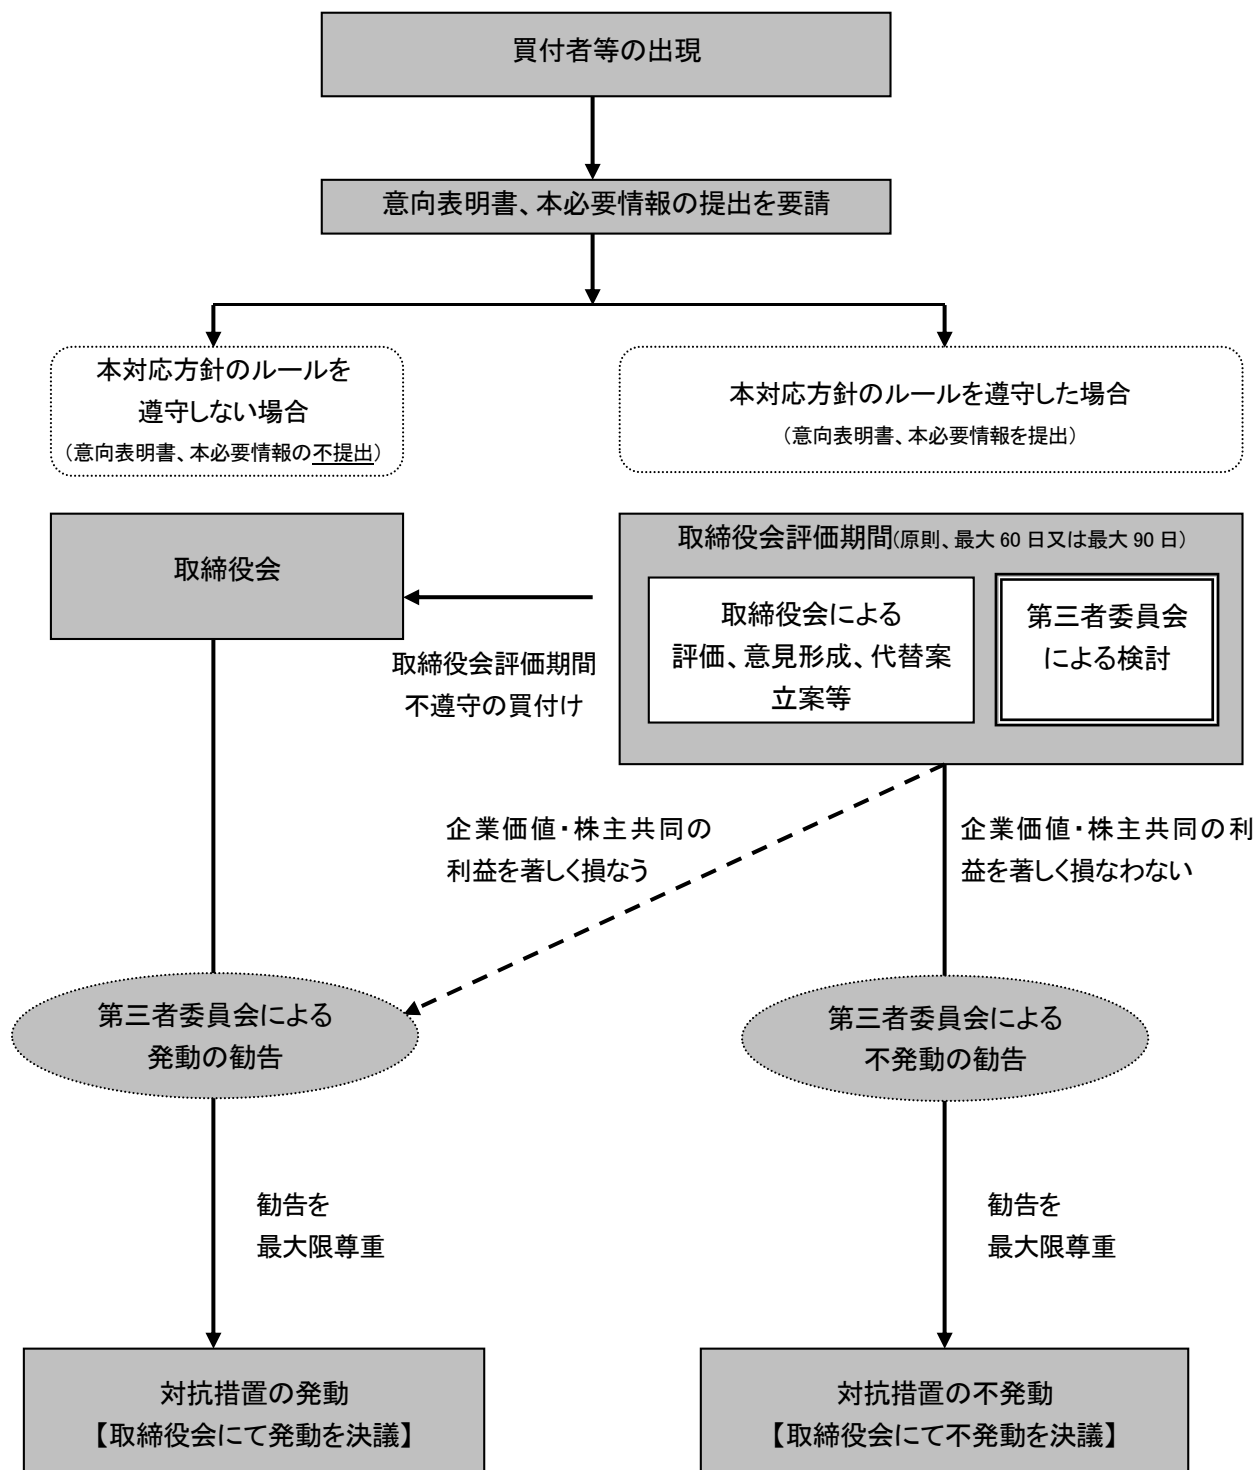 買付者等の出現
意向表明書、本必要情報の提出を要請
本対応方針のルールを
遵守しない場合
（意向表明書、本必要情報の不提出）
本対応方針のルールを遵守した場合
（意向表明書、本必要情報を提出）
取締役会
取締役会評価期間(原則、最大 60 日又は最大 90 日)
取締役会による
評価、意見形成、代替案
立案等
第三者委員会
による検討
取締役会評価期間
不遵守の買付け
企業価値・株主共同の
利益を著しく損なう
企業価値・株主共同の利
益を著しく損なわない
第三者委員会による
発動の勧告
第三者委員会による
不発動の勧告
勧告を
最大限尊重
勧告を
最大限尊重
対抗措置の発動
【取締役会にて発動を決議】
対抗措置の不発動
【取締役会にて不発動を決議】